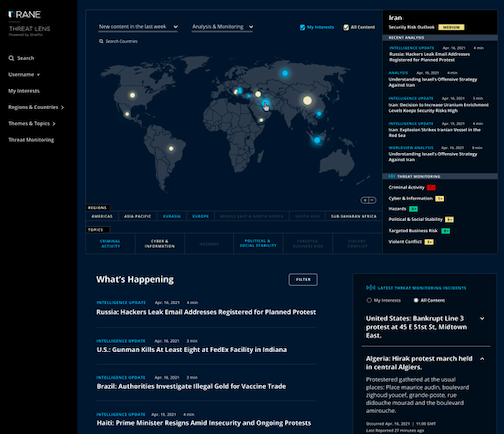 CRANE
THREAT LENS
Powered by Stratfor
Search
Username
My Interests
Regions & Countries
Themes & Topics
Threat Monitoring
New content in the last week
Analysis & Monitoring
My Interests
All Content
Search Countries
REGIONS
AMERICAS
ASIA-PACIFIC
EURASIA
EUROPE
MIDDLE EAST & NORTH AFRICA
SOUTH ASIA
SUB-SAHARAN AFRICA
TOPICS
CRIMINAL
ACTIVITY
CYBER &
INFORMATION
HAZARDS
POLITICAL &
SOCIAL STABILITY
TARGETED
BUSINESS RISK
VIOLENT
CONFLICT
Iran
Security Risk Outlook
MEDIUM
RECENT ANALYSIS
INTELLIGENCE UPDATE Apr. 16, 2021 4 min
Russia: Hackers Leak Email Addresses
Registered for Planned Protest
ANALYSIS Apr. 16, 2021 4 min
Understanding Israel's Offensive Strategy
Against Iran
INTELLIGENCE UPDATE Apr. 16, 2021 5 min
Iran: Decision to Increase Uranium Enrichment
Levels Keeps Security Risks High
INTELLIGENCE UPDATE Apr. 16, 2021 4 min
Iran: Explosion Strikes Iranian Vessel in the
Red Sea
WORLDVIEW ANALYSIS Apr. 16, 2021
Understanding Israel's Offensive Strategy
Against Iran
THREAT MONITORING
Criminal Activity
Cyber & Information
Hazards
Political & Social Stability
Targeted Business Risk
Violent Conflict
What's Happening
FILTER
INTELLIGENCE UPDATE Apr. 16, 2021 4 min
Russia: Hackers Leak Email Addresses Registered for Planned Protest
INTELLIGENCE UPDATE Apr. 16, 2021 2 min
U.S.: Gunman Kills At Least Eight at FedEx Facility in Indiana
INTELLIGENCE UPDATE Apr. 16, 2021 3 min
Brazil: Authorities Investigate Illegal Gold for Vaccine Trade
INTELLIGENCE UPDATE Apr. 15, 2021 4 min
Haiti: Prime Minister Resigns Amid Insecurity and Ongoing Protests
LATEST THREAT MONITORING INCIDENTS
My Interests
All Content
United States: Bankrupt Line 3
protest at 45 E 51st St, Midtown
East.
Algeria: Hirak protest march held
in central Algiers.
Protestered gathered at the usual
places: Place maurice audin, boulevard
zighoud youcef, grande-poste, rue
didouche mourad and the boulevard
amirouche.
Occurred Apr. 16, 2021 | 11:00 GMT
Last Reported 27 minutes ago